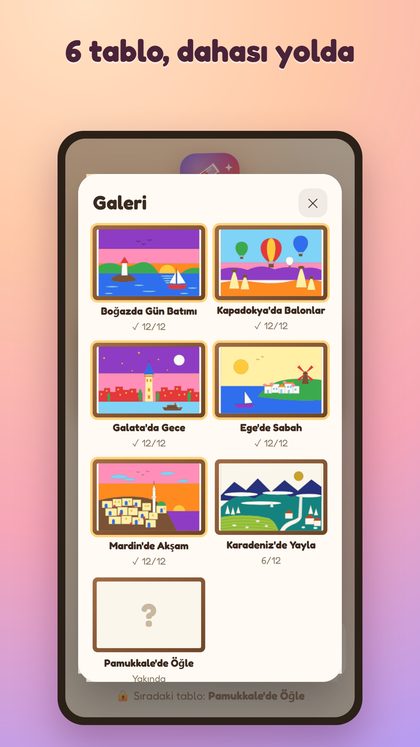 6 tablo, dahası yolda
Galeri
Boğazda Gün Batımı
Kapadokya'da Balonlar
✓ 12/12
✓ 12/12
Galata'da Gece
Ege'de Sabah
✓ 12/12
✓ 12/12
Mardin'de Akşam
Karadeniz'de Yayla
✓ 12/12
6/12
?
Pamukkale'de Öğle
Yakında
🔒 Sıradaki tablo: Pamukkale'de Öğle